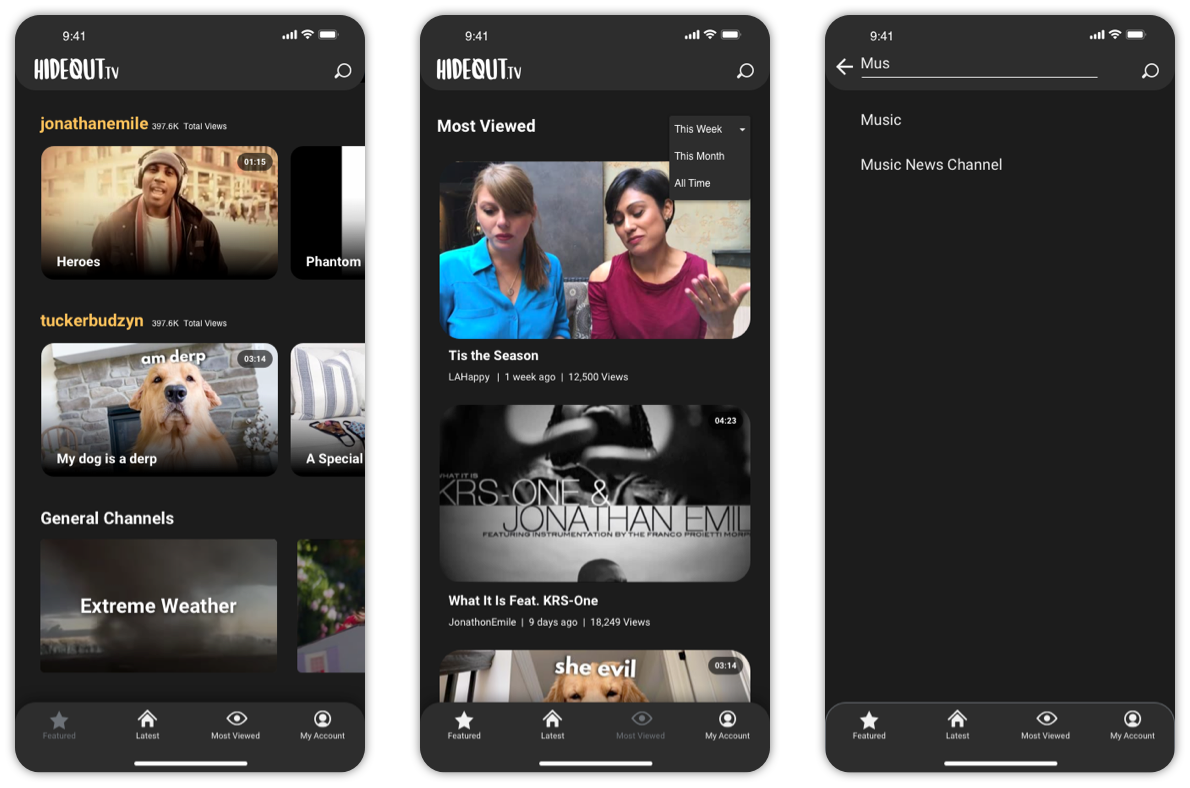 9:41
HIDEOUT.TV
jonathanemile 397.6K Total Views
01:15
Heroes
Phantom
tuckerbudzyn 397.6K Total Views
am derp
03:14
My dog is a derp
A Special
General Channels
Extreme Weather
Featured Latest Most Viewed My Account
9:41
HIDEOUT.TV
Most Viewed
This Week
This Month
All Time
Tis the Season
LAHappy | 1 week ago | 12,500 Views
04:23
WHAT IT IS
KRS-ONE &
JONATHAN EMIL
FEATURING INSTRUMENTATION BY THE FRANCO PROIETTI MORP
What It Is Feat. KRS-One
JonathonEmile | 9 days ago | 18,249 Views
she evil
03:14
Featured Latest Most Viewed My Account
9:41
Mus
Music
Music News Channel
Featured Latest Most Viewed My Account